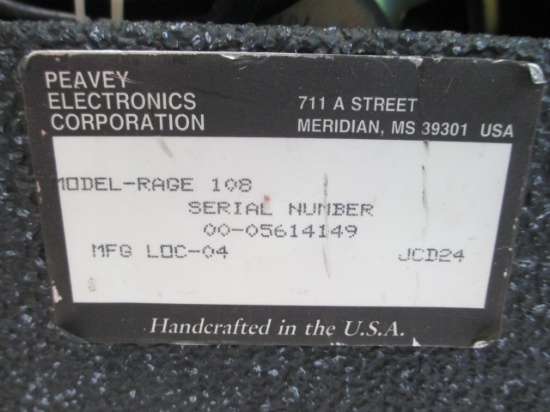 PEAVEY
ELECTRONICS
CORPORATION
711 A STREET
MERIDIAN, MS 39301 USA
MODEL-RAGE 108
SERIAL NUMBER
00-05614149
MFG LOC-04 JCD24
Handcrafted in the U.S.A.